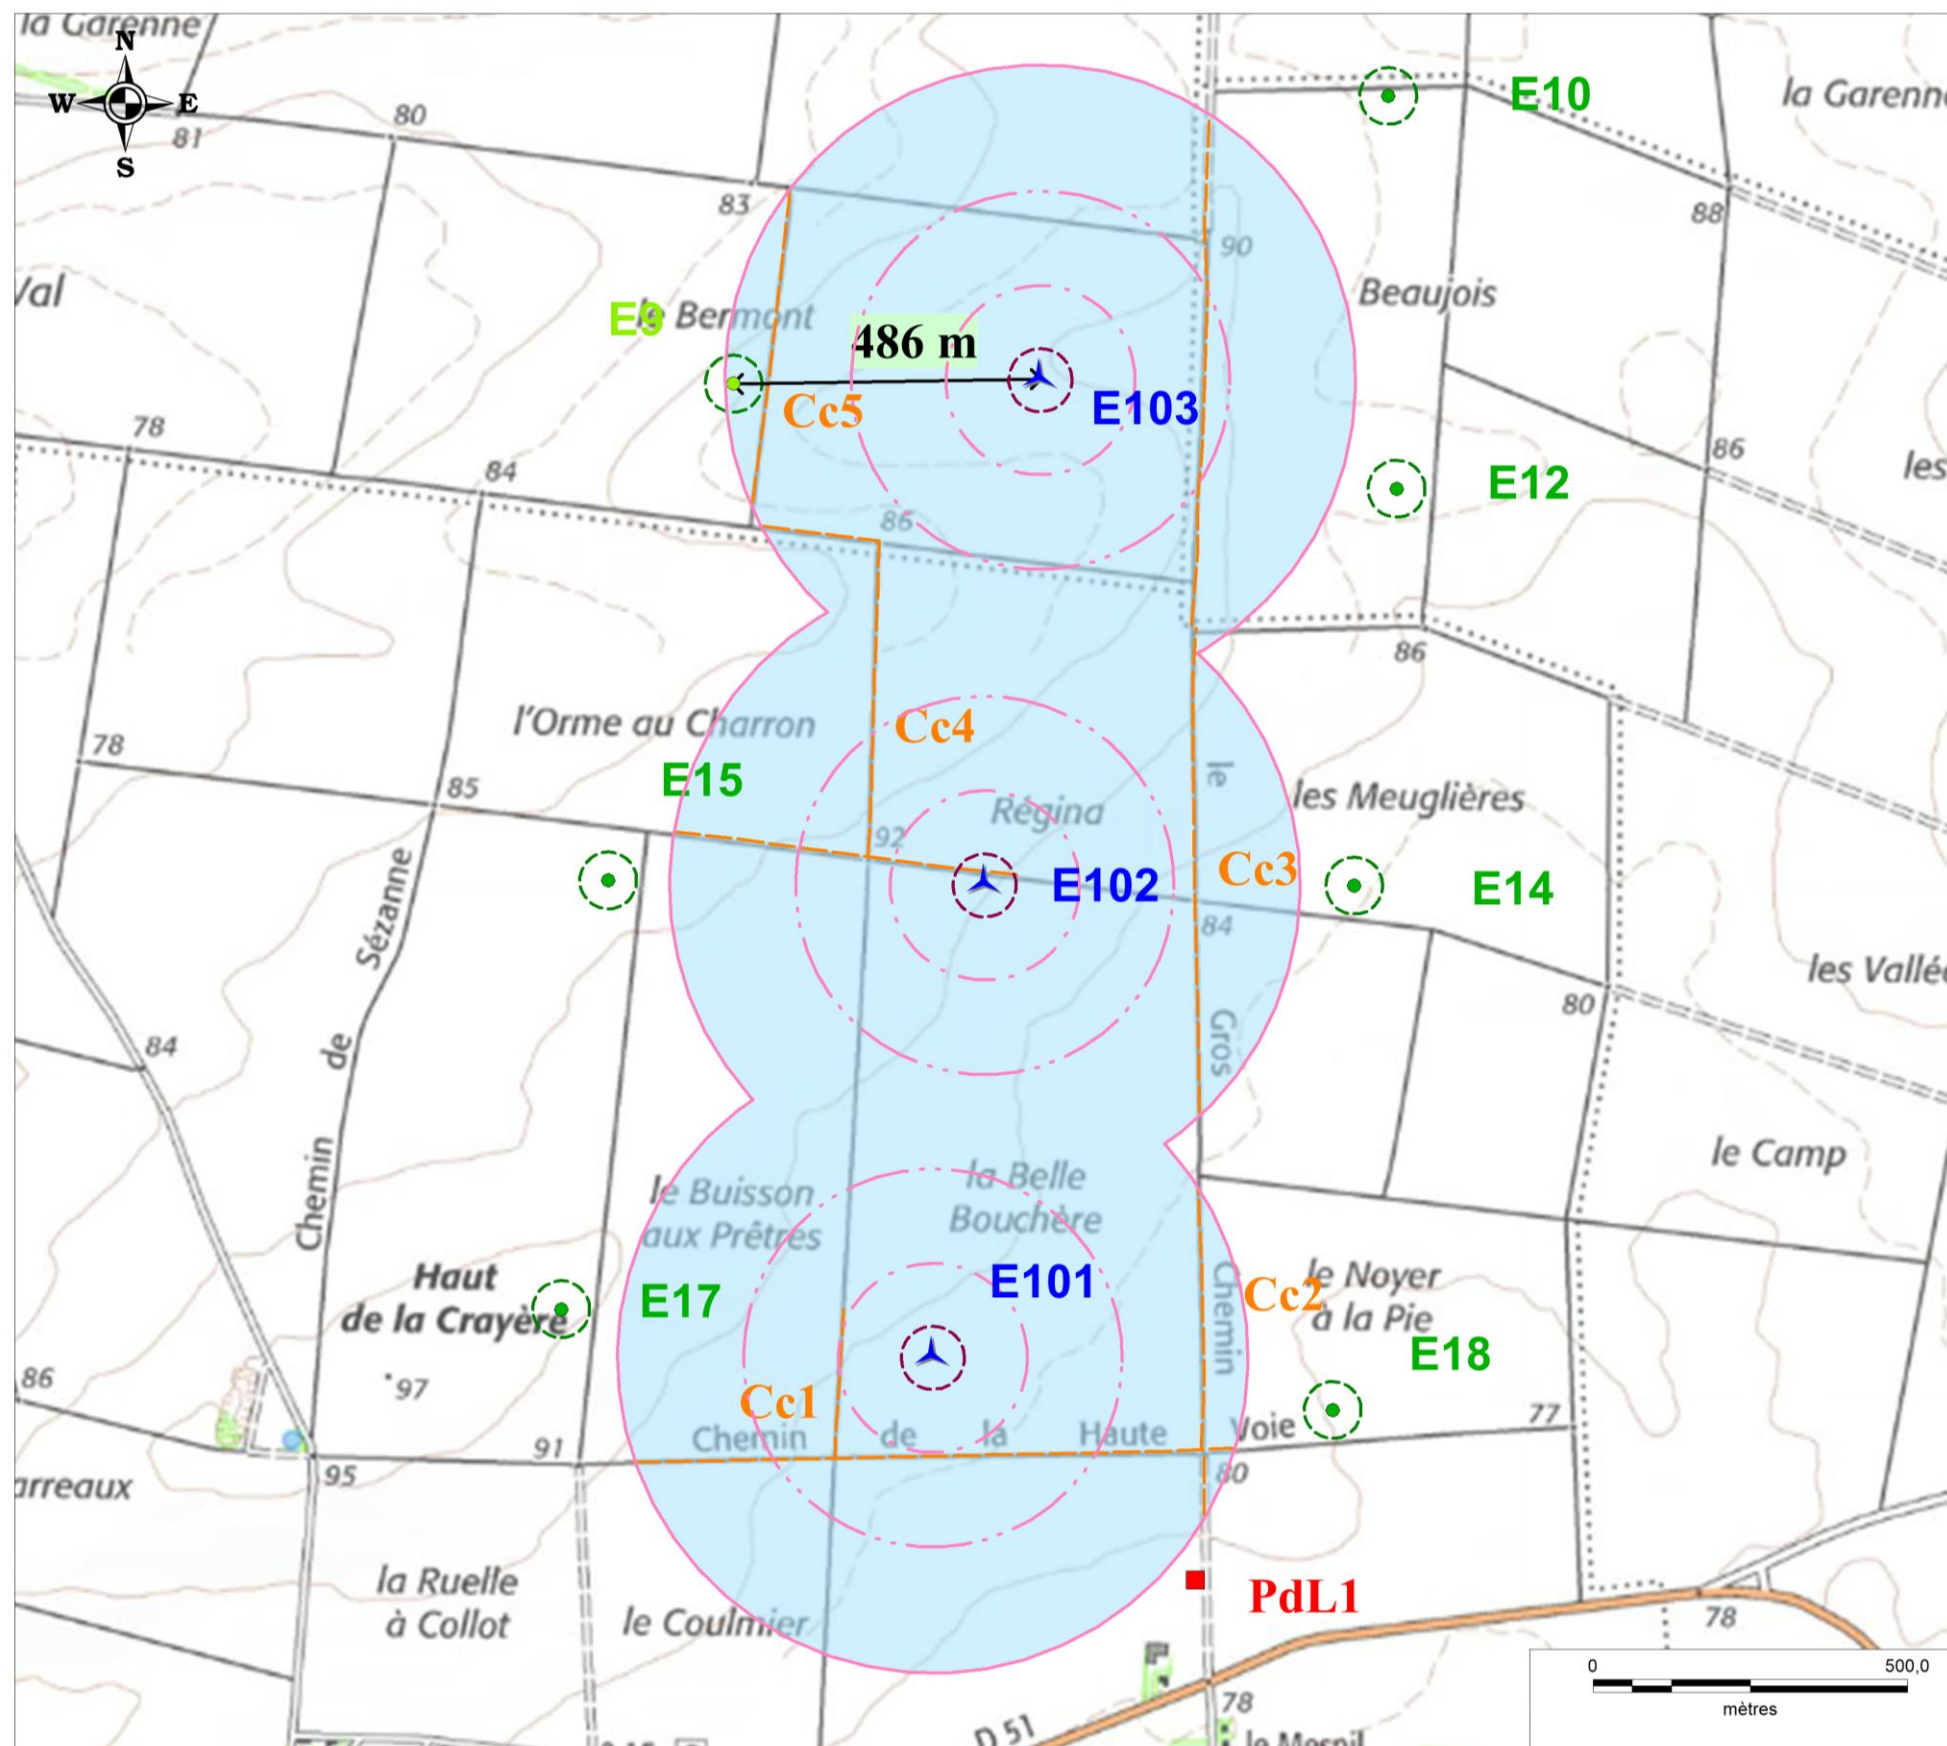 la Garenne
N
W
E
S
81
80
83
90
E10
la Garenn
88
Val
E9
le Bermont
486 m
Beaujois
Cc5
E103
78
84
86
E12
86
les
86
l'Orme au Charron
Cc4
78
E15
85
92
Régina
E102
le
Gros
Chemin
Cc3
les Meuglières
84
E14
Chemin de Sézanne
80
les Vallée
84
le Camp
le Buisson
aux Prêtres
la Belle
Bouchère
Haut
de la Crayère
E17
E101
Cc2
le Noyer
à la Pie
E18
86
97
Cc1
Chemin de la Haute Voie
77
91
95
80
arreaux
la Ruelle
à Collot
le Coulmier
PdL1
78
D 51
78
le Mesnil
0
500,0
mètres